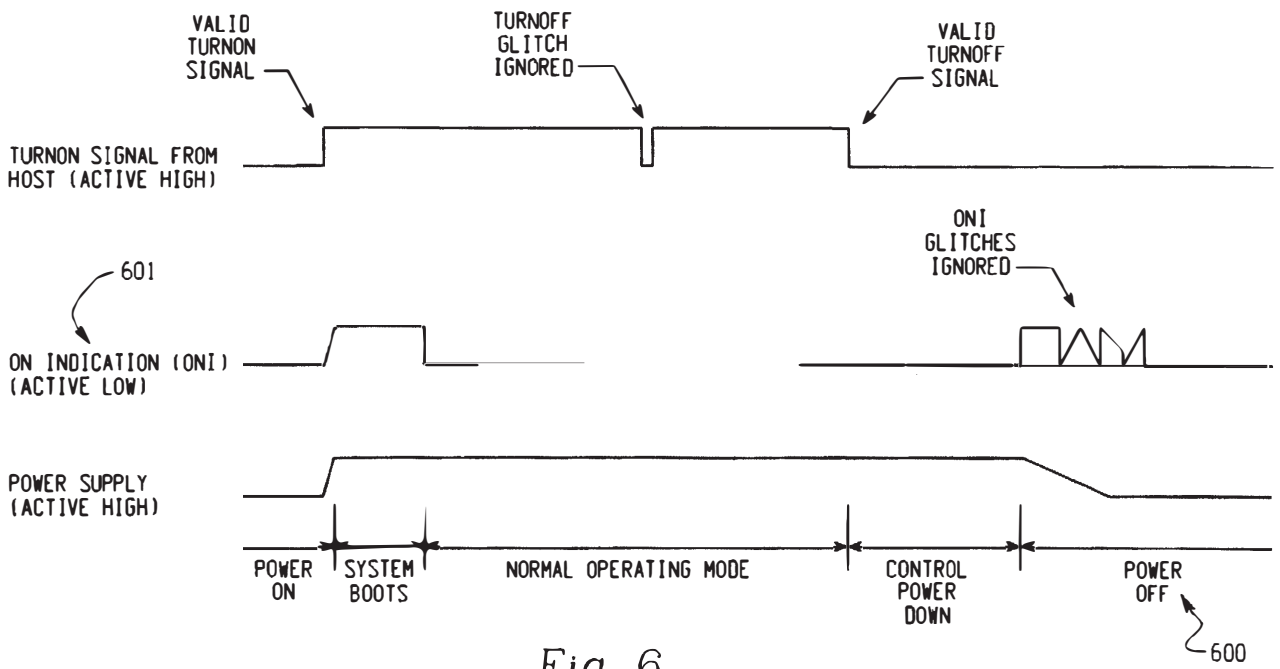 VALID
TURNON
SIGNAL
TURNOFF
GLITCH
IGNORED
VALID
TURNOFF
SIGNAL
TURNON SIGNAL FROM
HOST (ACTIVE HIGH)
ONI
GLITCHES
IGNORED
601
ON INDICATION (ONI)
(ACTIVE LOW)
POWER SUPPLY
(ACTIVE HIGH)
POWER
ON
SYSTEM
BOOTS
NORMAL OPERATING MODE
CONTROL
POWER
DOWN
POWER
OFF
600
Fig. 6